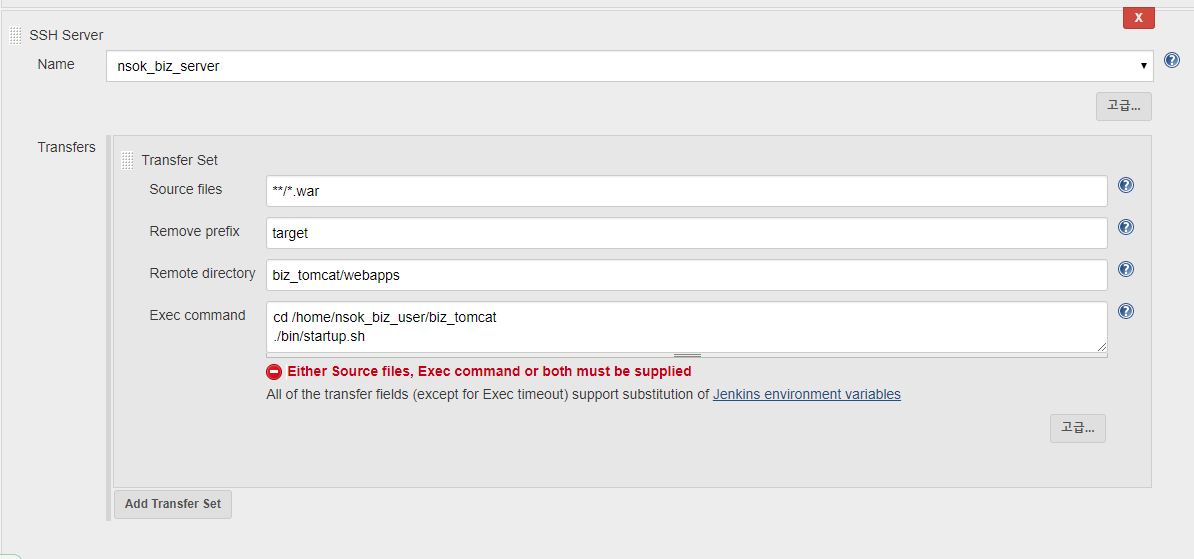 X
SSH Server
Name
nsok_biz_server
고급...
Transfers
Transfer Set
Source files
**/*.war
Remove prefix
target
Remote directory
biz_tomcat/webapps
Exec command
cd /home/nsok_biz_user/biz_tomcat
./bin/startup.sh
Either Source files, Exec command or both must be supplied
All of the transfer fields (except for Exec timeout) support substitution of Jenkins environment variables
고급...
Add Transfer Set